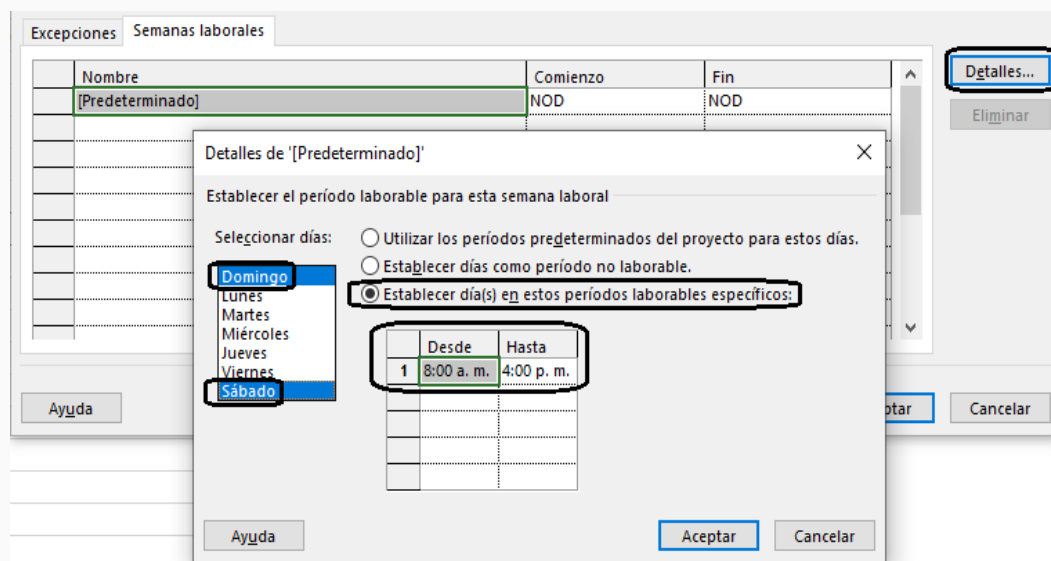 Excepciones Semanas laborales
Nombre Comienzo Fin
[Predeterminado] NOD NOD
Detalles...
Eliminar
Detalles de '[Predeterminado]'
Establecer el período laborable para esta semana laboral
Seleccionar días:
Domingo
Lunes
Martes
Miércoles
Jueves
Viernes
Sábado
Utilizar los períodos predeterminados del proyecto para estos días.
Establecer días como período no laborable.
Establecer día(s) en estos períodos laborables específicos:
Desde Hasta
1 8:00 a. m. 4:00 p. m.
Ayuda
ptar
Cancelar
Ayuda
Aceptar
Cancelar